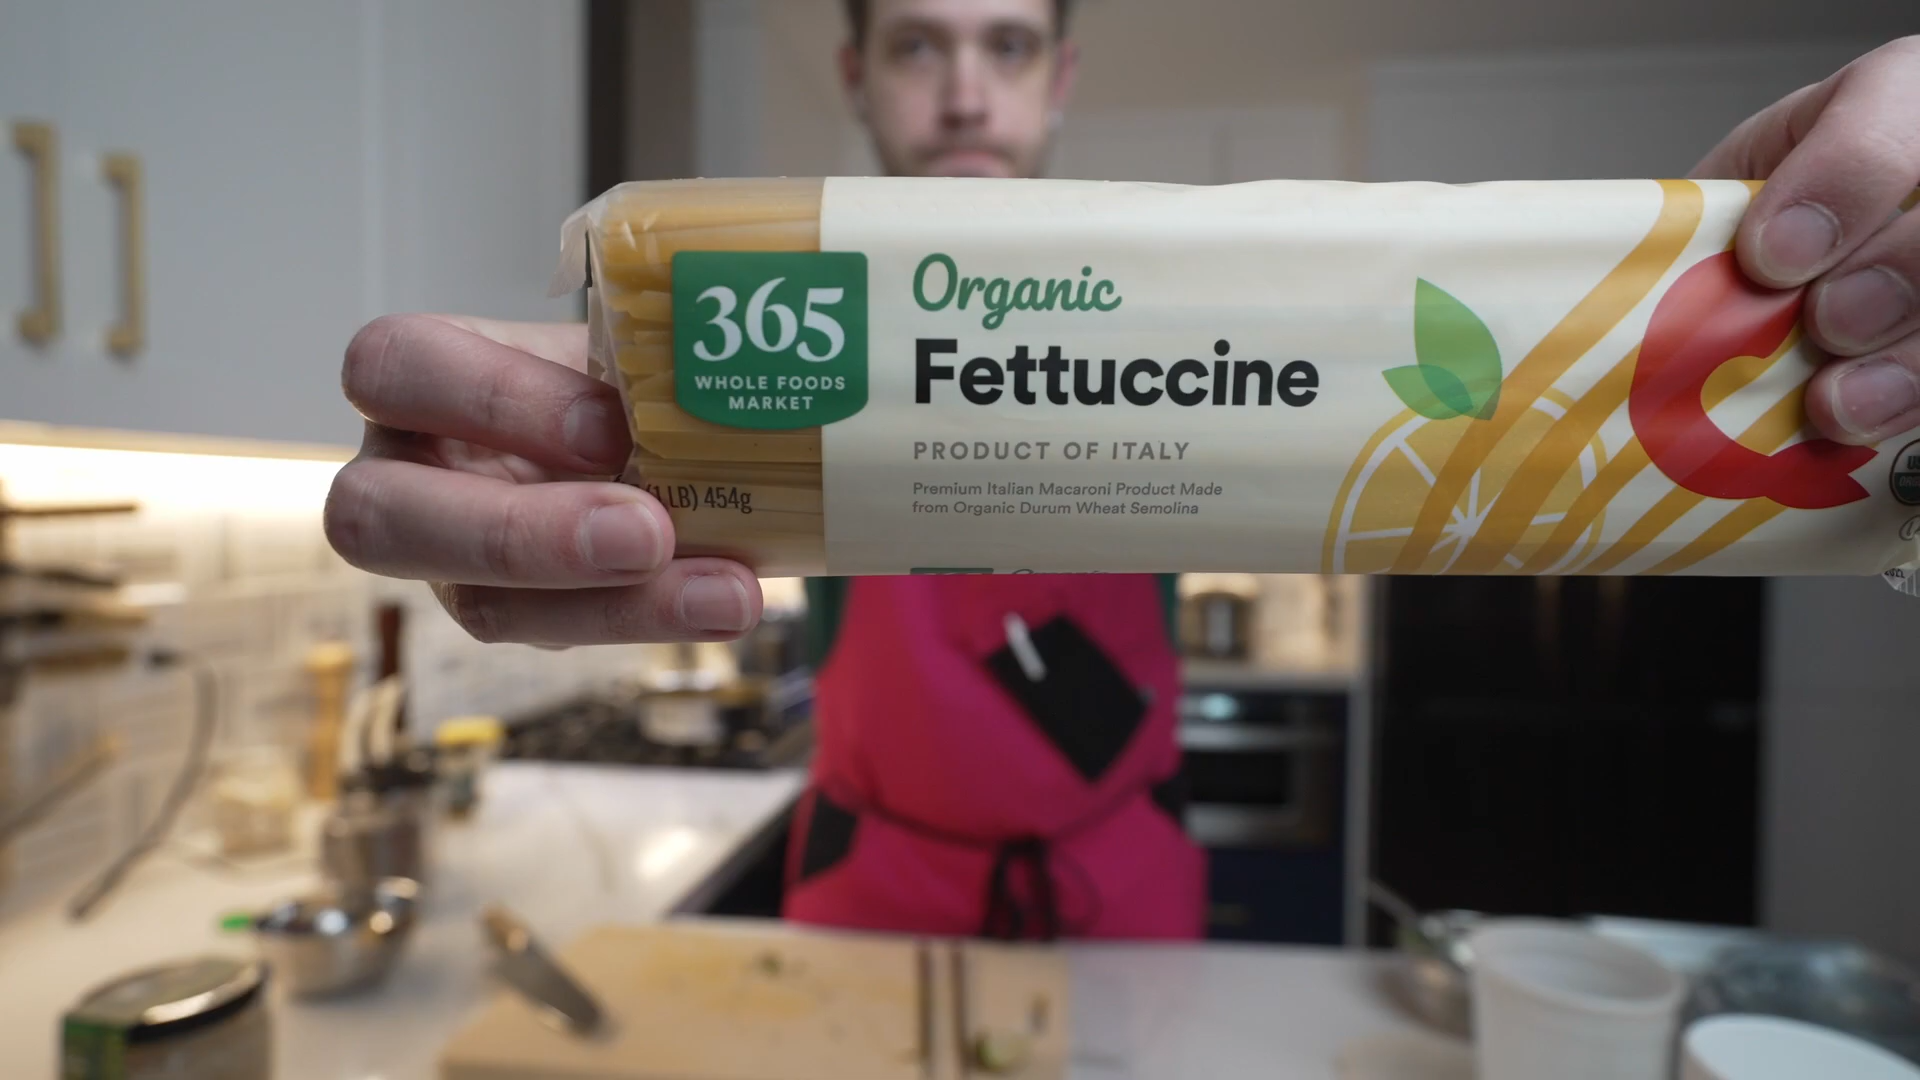 365
WHOLE FOODS
MARKET
Organic
Fettuccine
PRODUCT OF ITALY
Premium Italian Macaroni Product Made
from Organic Durum Wheat Semolina
(1 LB) 454g